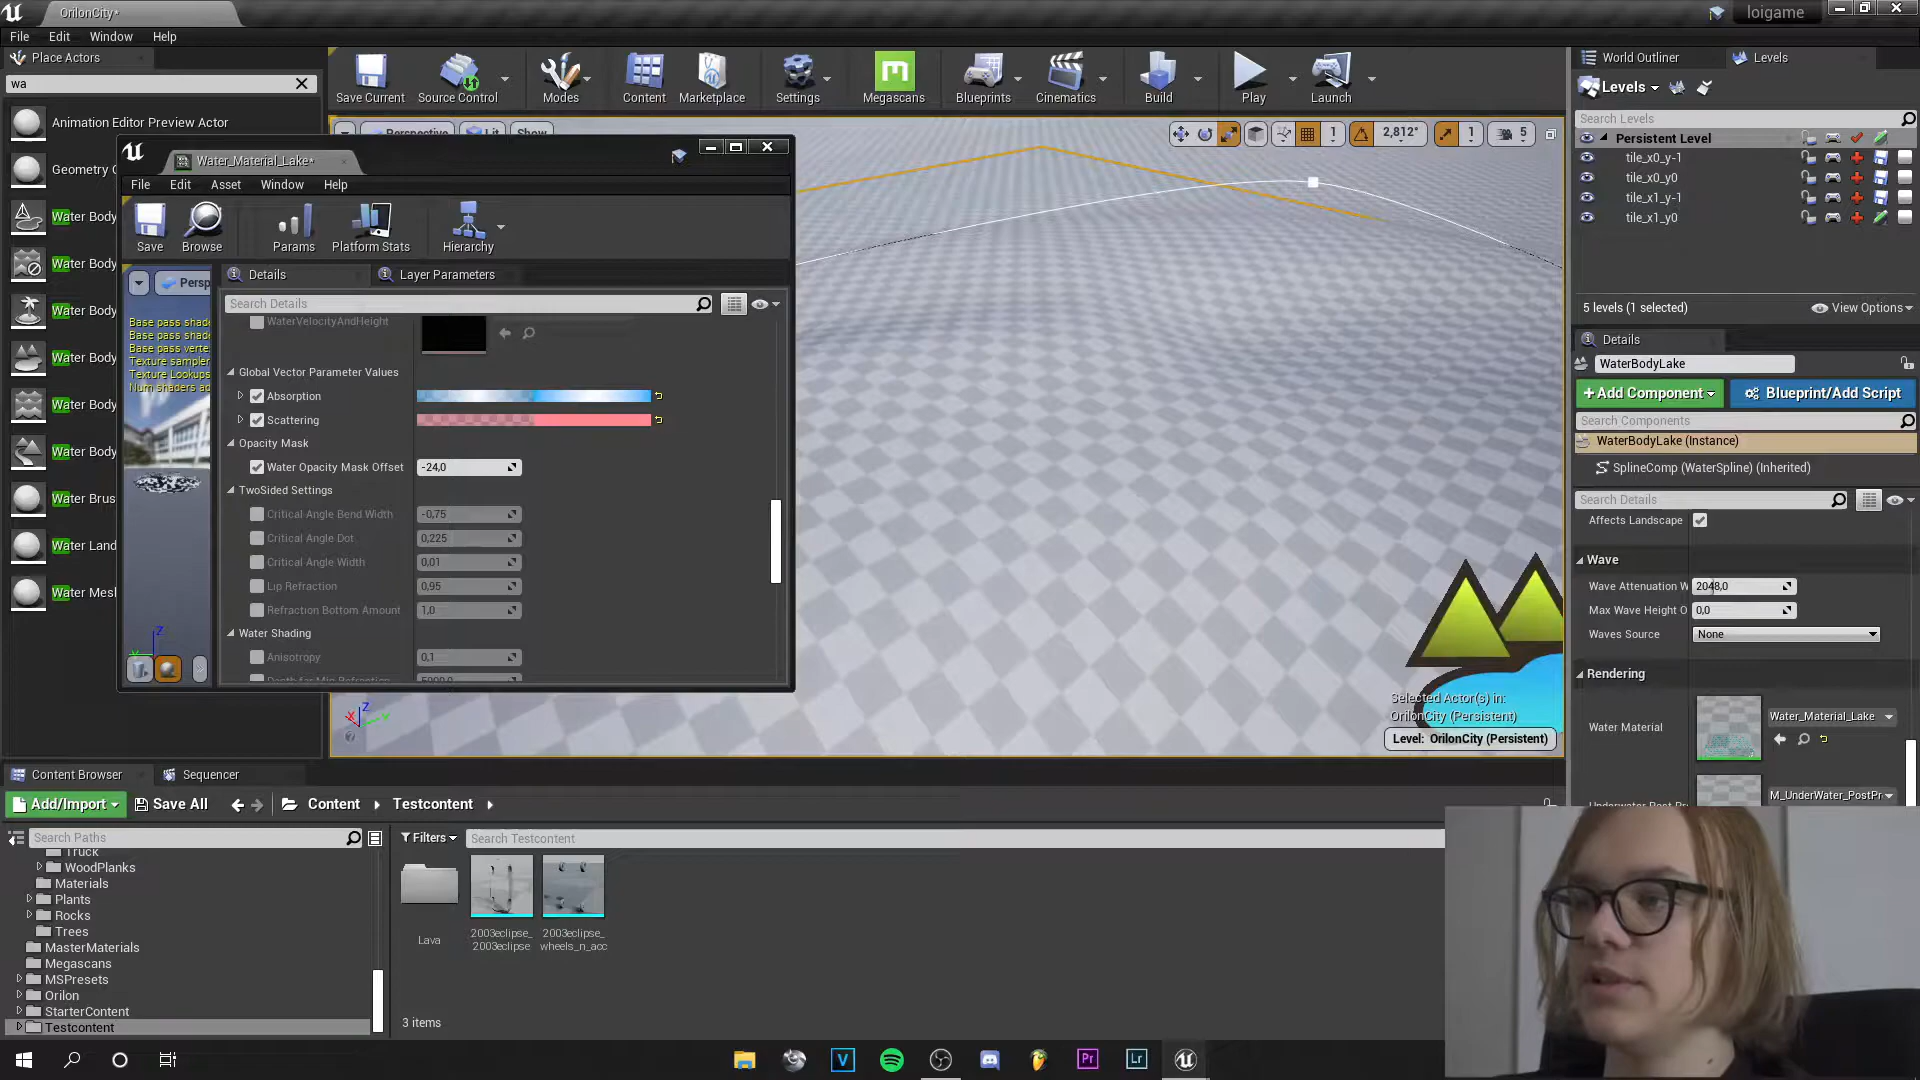 OrilonCity*
loigame
File Edit Window Help
Place Actors
wa
Animation Editor Preview Actor
Geometry
Water Body
Water Body
Water Body
Water Body
Water Body
Water Body
Water Brus
Water Land
Water Mesh
Save Current
Source Control
Modes
Content
Marketplace
Settings
Megascans
Blueprints
Cinematics
Build
Play
Launch
Perspective Lit Show
1 2,812° 1 5
Water_Material_Lake*
File Edit Asset Window Help
Save Browse Params Platform Stats Hierarchy
Persp
Base pass shade
Base pass shade
Base pass verte
Texture sampler
Texture Lookups
Num shaders ad
Details Layer Parameters
Search Details
WaterVelocityAndHeight
Global Vector Parameter Values
Absorption
Scattering
Opacity Mask
Water Opacity Mask Offset -24,0
TwoSided Settings
Critical Angle Bend Width -0,75
Critical Angle Dot 0,225
Critical Angle Width 0,01
Lip Refraction 0,95
Refraction Bottom Amount 1,0
Water Shading
Anisotropy 0,1
Z
X Z Y
Selected Actor(s) in:
OrilonCity (Persistent)
Level: OrilonCity (Persistent)
World Outliner Levels
Levels
Search Levels
Persistent Level
tile_x0_y-1
tile_x0_y0
tile_x1_y-1
tile_x1_y0
5 levels (1 selected) View Options
Details
WaterBodyLake
+Add Component Blueprint/Add Script
Search Components
WaterBodyLake (Instance)
SplineComp (WaterSpline) (Inherited)
Search Details
Affects Landscape
Wave
Wave Attenuation W 2048,0
Max Wave Height O 0,0
Waves Source None
Rendering
Water Material Water_Material_Lake
M_UnderWater_PostPr
Content Browser Sequencer
Add/Import Save All Content Testcontent
Search Paths
Filters Search Testcontent
Truck
WoodPlanks
Materials
Plants
Rocks
Trees
MasterMaterials
Megascans
MSPresets
Orilon
StarterContent
Testcontent
Lava
2003eclipse_
2003eclipse
2003eclipse_
wheels_n_acc
3 items
V Pr Lr